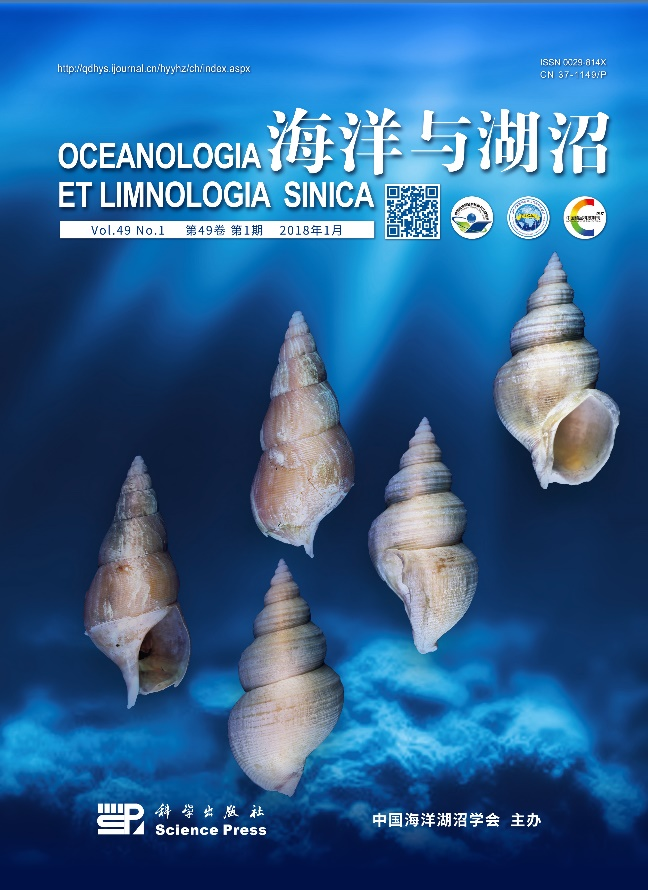 http://qdhys.ijournal.cn/hyyhz/ch/index.aspx
ISSN 0029-814X
CN 37-1149/P
OCEANOLOGIA 海洋与湖沼
ET LIMNOLOGIA SINICA
Vol.49 No.1 第49卷 第1期 2018年1月
科学出版社
Science Press
中国海洋湖沼学会 主办